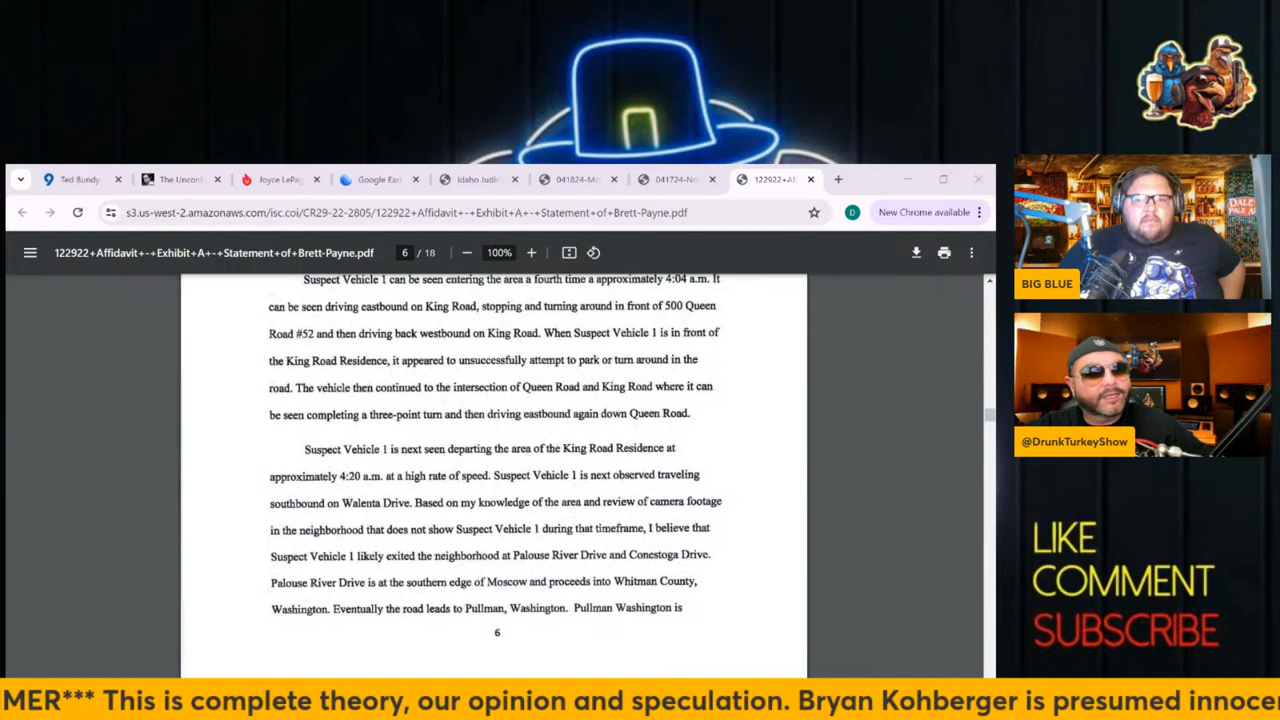 Ted Bundy
The Uncont
Joyce LePag
Google Ear
Idaho Judic
041824-Mo
041724-No
122922+Af
s3.us-west-2.amazonaws.com/isc.coi/CR29-22-2805/122922+Affidavit+-+Exhibit+A+-+Statement+of+Brett-Payne.pdf
D
New Chrome available
122922+Affidavit+-+Exhibit+A+-+Statement+of+Brett-Payne.pdf
6 / 18
100%
Suspect Vehicle 1 can be seen entering the area a fourth time a approximately 4:04 a.m. It
can be seen driving eastbound on King Road, stopping and turning around in front of 500 Queen
Road #52 and then driving back westbound on King Road. When Suspect Vehicle 1 is in front of
the King Road Residence, it appeared to unsuccessfully attempt to park or turn around in the
road. The vehicle then continued to the intersection of Queen Road and King Road where it can
be seen completing a three-point turn and then driving eastbound again down Queen Road.
Suspect Vehicle 1 is next seen departing the area of the King Road Residence at
approximately 4:20 a.m. at a high rate of speed. Suspect Vehicle 1 is next observed traveling
southbound on Walenta Drive. Based on my knowledge of the area and review of camera footage
in the neighborhood that does not show Suspect Vehicle 1 during that timeframe, I believe that
Suspect Vehicle 1 likely exited the neighborhood at Palouse River Drive and Conestoga Drive.
Palouse River Drive is at the southern edge of Moscow and proceeds into Whitman County,
Washington. Eventually the road leads to Pullman, Washington. Pullman Washington is
6
BIG BLUE
@DrunkTurkeyShow
LIKE
COMMENT
SUBSCRIBE
MER*** This is complete theory, our opinion and speculation. Bryan Kohberger is presumed innoce